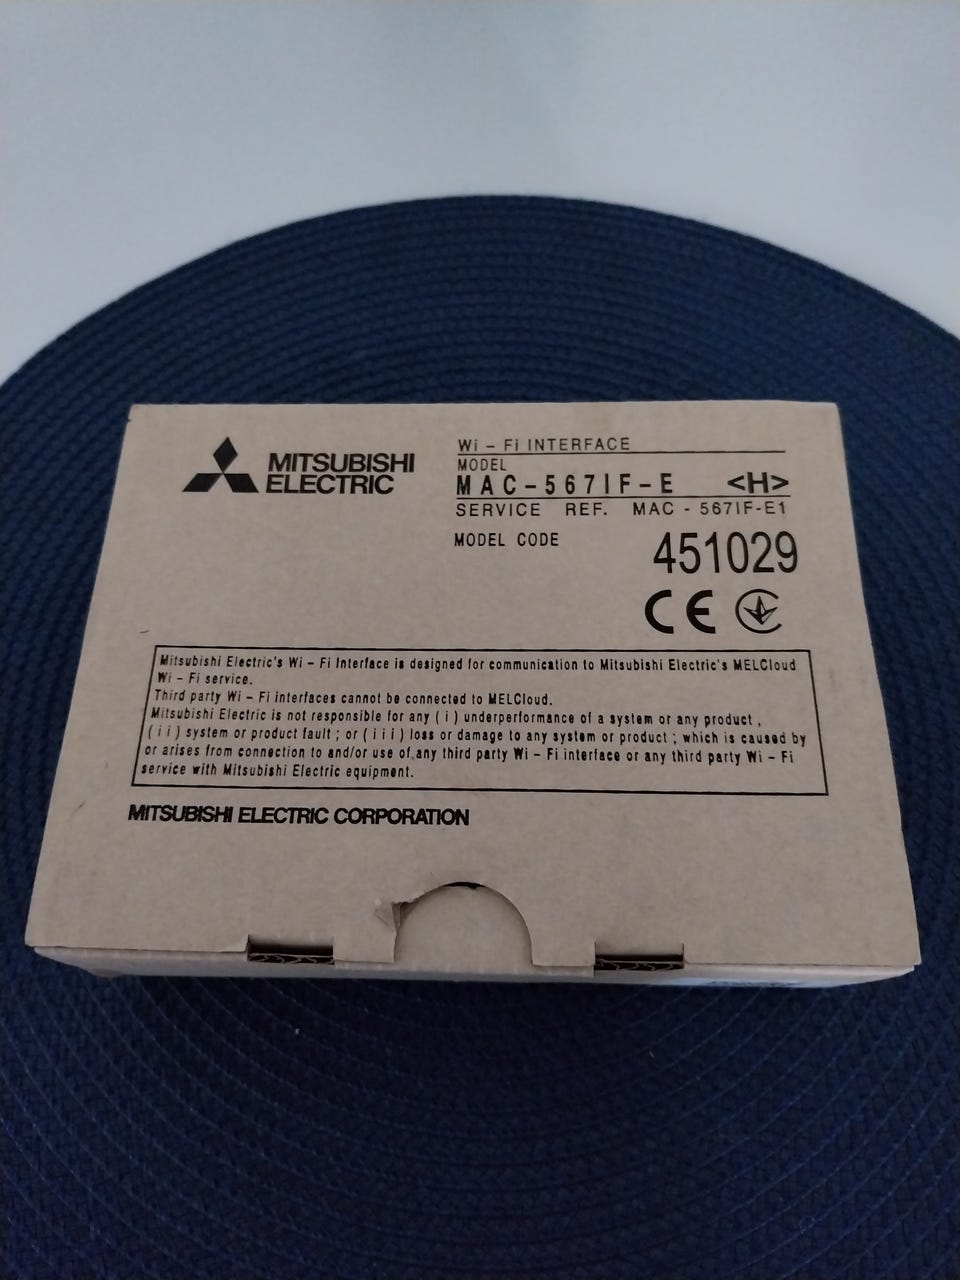 MITSUBISHI
ELECTRIC
Wi - Fi INTERFACE
MODEL
MAC-567IF-E <H>
SERVICE REF. MAC - 567IF-E1
MODEL CODE 451029
CE
Mitsubishi Electric's Wi - Fi Interface is designed for communication to Mitsubishi Electric's MELCloud
Wi - Fi service.
Third party Wi - Fi interfaces cannot be connected to MELCloud.
Mitsubishi Electric is not responsible for any ( i ) underperformance of a system or any product ,
( i i ) system or product fault ; or ( i i i ) loss or damage to any system or product ; which is caused by
or arises from connection to and/or use of any third party Wi - Fi interface or any third party Wi - Fi
service with Mitsubishi Electric equipment.
MITSUBISHI ELECTRIC CORPORATION